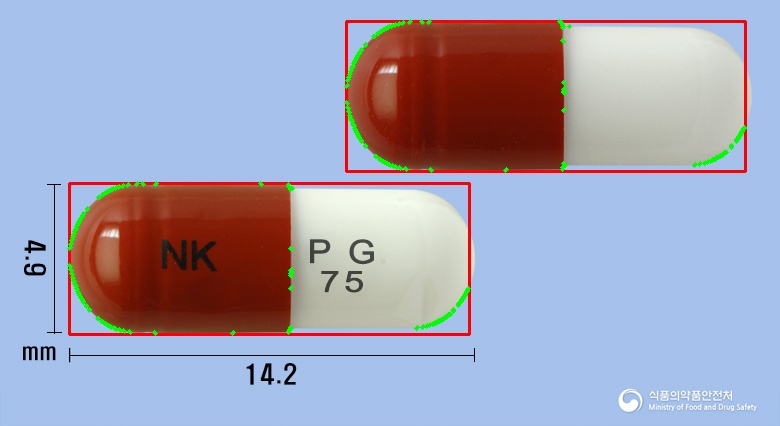 NK
P G
75
4.9
mm
14.2
식품의약품안전처
Ministry of Food and Drug Safety